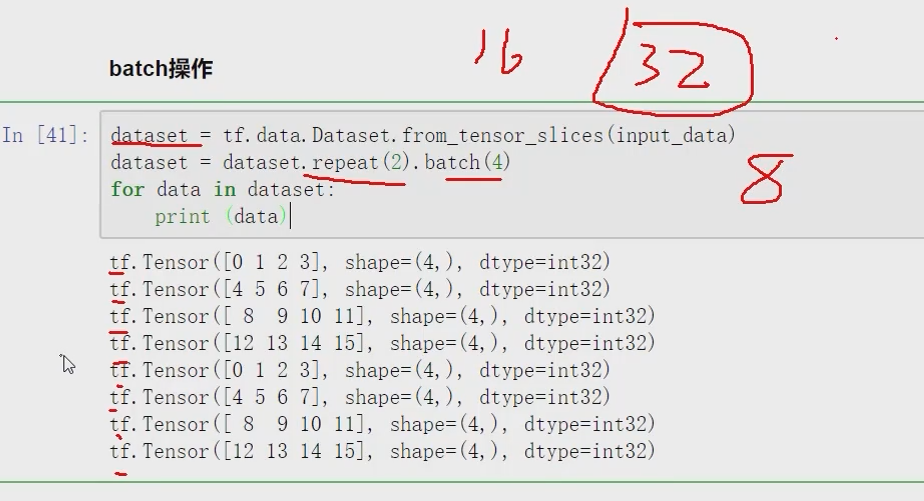 16 32
batch操作
In [41]: dataset = tf.data.Dataset.from_tensor_slices(input_data)
dataset = dataset.repeat(2).batch(4)
8
for data in dataset:
print (data)
tf.Tensor([0 1 2 3], shape=(4,), dtype=int32)
tf.Tensor([4 5 6 7], shape=(4,), dtype=int32)
tf.Tensor([ 8  9 10 11], shape=(4,), dtype=int32)
tf.Tensor([12 13 14 15], shape=(4,), dtype=int32)
tf.Tensor([0 1 2 3], shape=(4,), dtype=int32)
tf.Tensor([4 5 6 7], shape=(4,), dtype=int32)
tf.Tensor([ 8  9 10 11], shape=(4,), dtype=int32)
tf.Tensor([12 13 14 15], shape=(4,), dtype=int32)